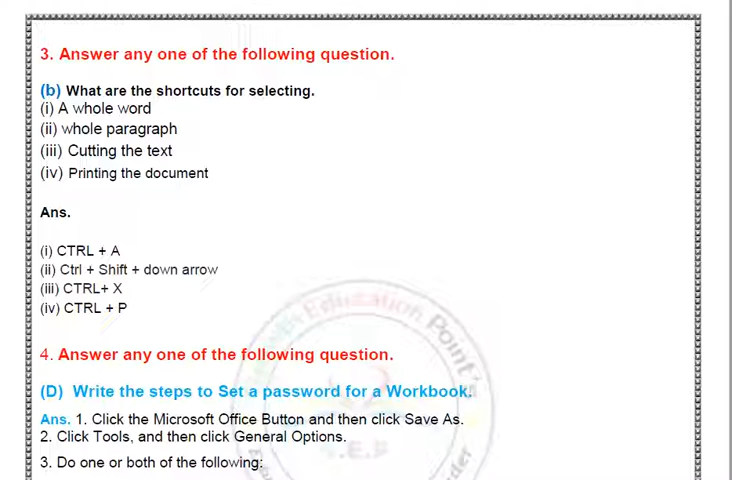 3. Answer any one of the following question.
(b) What are the shortcuts for selecting.
(i) A whole word
(ii) whole paragraph
(iii) Cutting the text
(iv) Printing the document
Ans.
(i) CTRL + A
(ii) Ctrl + Shift + down arrow
(iii) CTRL+ X
(iv) CTRL + P
4. Answer any one of the following question.
(D) Write the steps to Set a password for a Workbook.
Ans. 1. Click the Microsoft Office Button and then click Save As.
2. Click Tools, and then click General Options.
3. Do one or both of the following:
Education Point's
.E.P